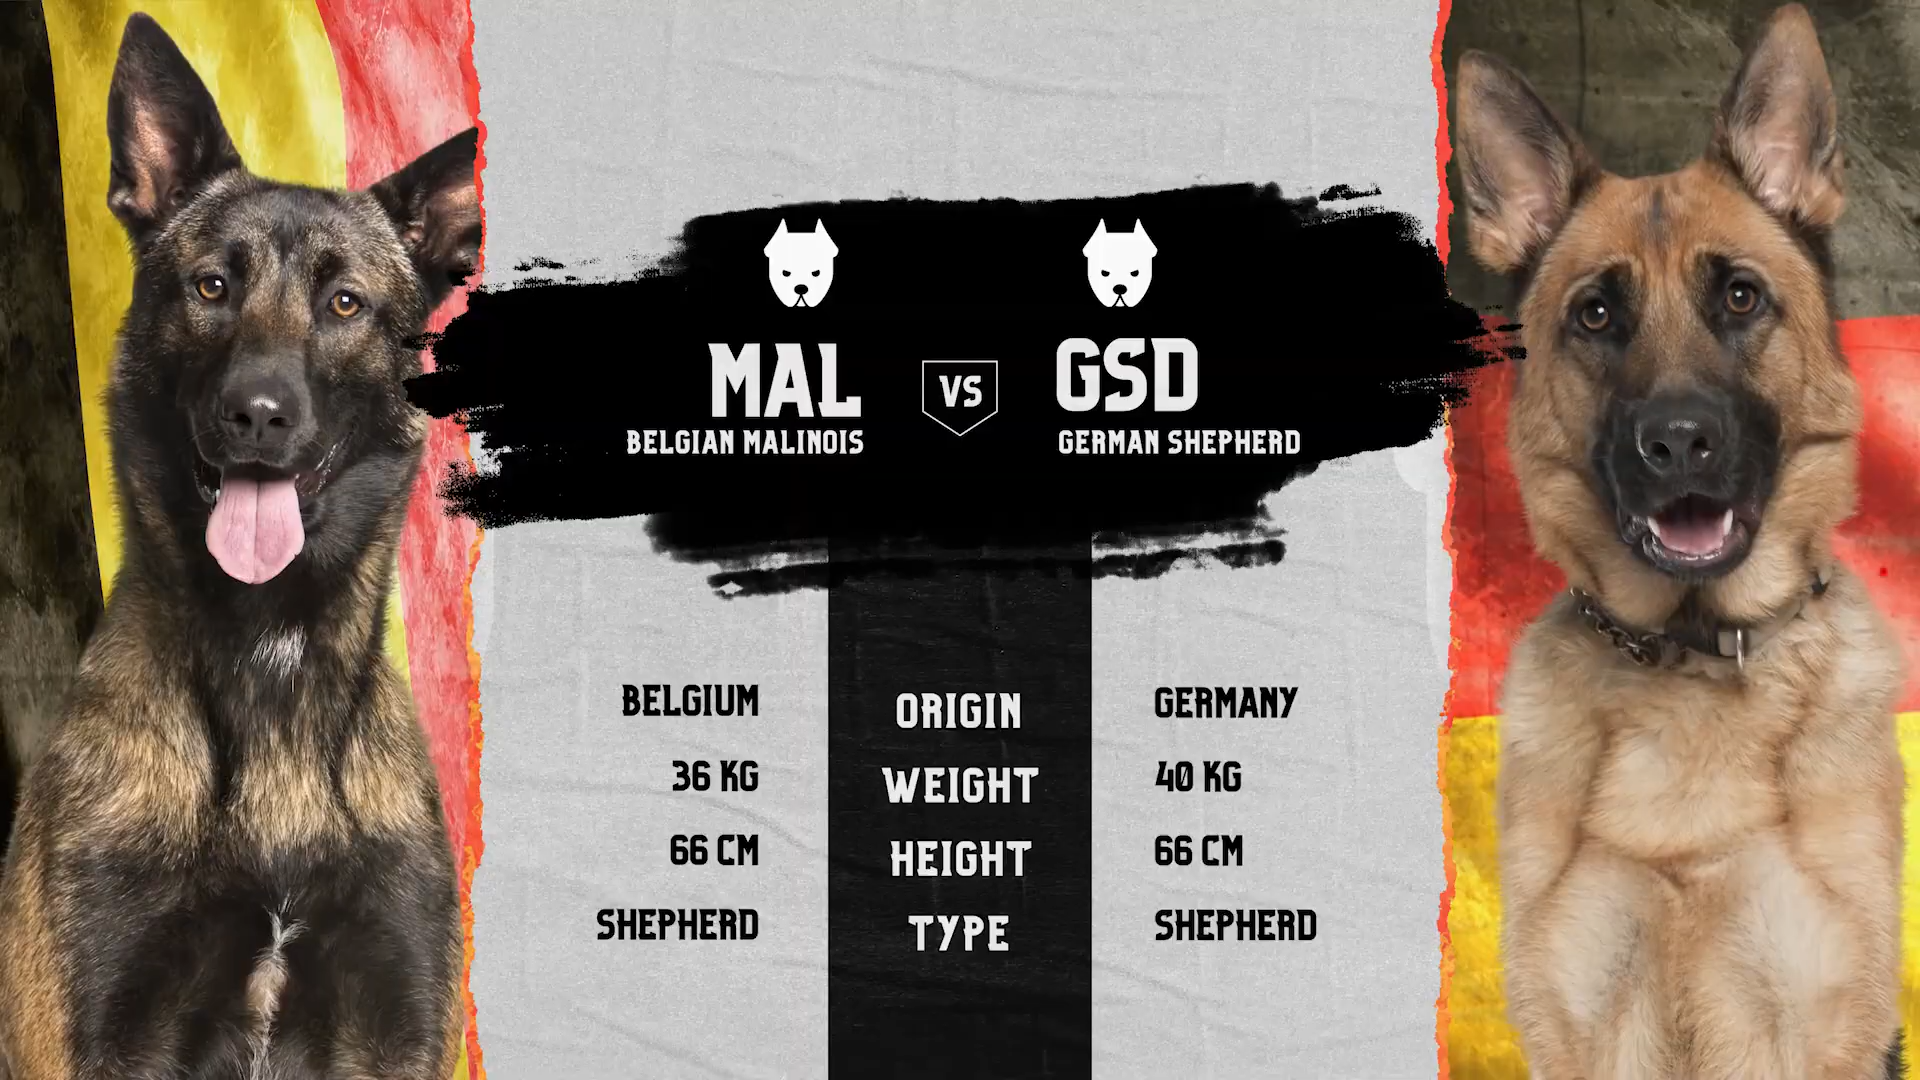 MAL VS GSD
BELGIAN MALINOIS GERMAN SHEPHERD
BELGIUM ORIGIN GERMANY
36 KG WEIGHT 40 KG
66 CM HEIGHT 66 CM
SHEPHERD TYPE SHEPHERD